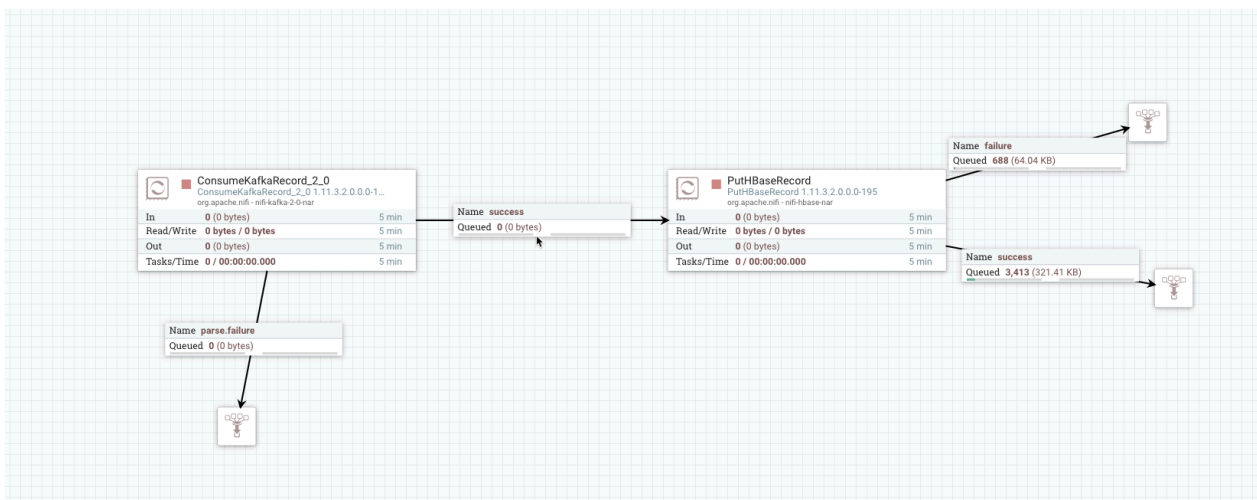 Name failure
Queued 688 (64.04 KB)
ConsumeKafkaRecord_2_0
ConsumeKafkaRecord_2_0 1.11.3.2.0.0.0-1...
org.apache.nifi - nifi-kafka-2-0-nar
In 0 (0 bytes) 5 min
Read/Write 0 bytes / 0 bytes 5 min
Out 0 (0 bytes) 5 min
Tasks/Time 0 / 00:00:00.000 5 min
Name success
Queued 0 (0 bytes)
PutHBaseRecord
PutHBaseRecord 1.11.3.2.0.0.0-195
org.apache.nifi - nifi-hbase-nar
In 0 (0 bytes) 5 min
Read/Write 0 bytes / 0 bytes 5 min
Out 0 (0 bytes) 5 min
Tasks/Time 0 / 00:00:00.000 5 min
Name success
Queued 3,413 (321.41 KB)
Name parse.failure
Queued 0 (0 bytes)